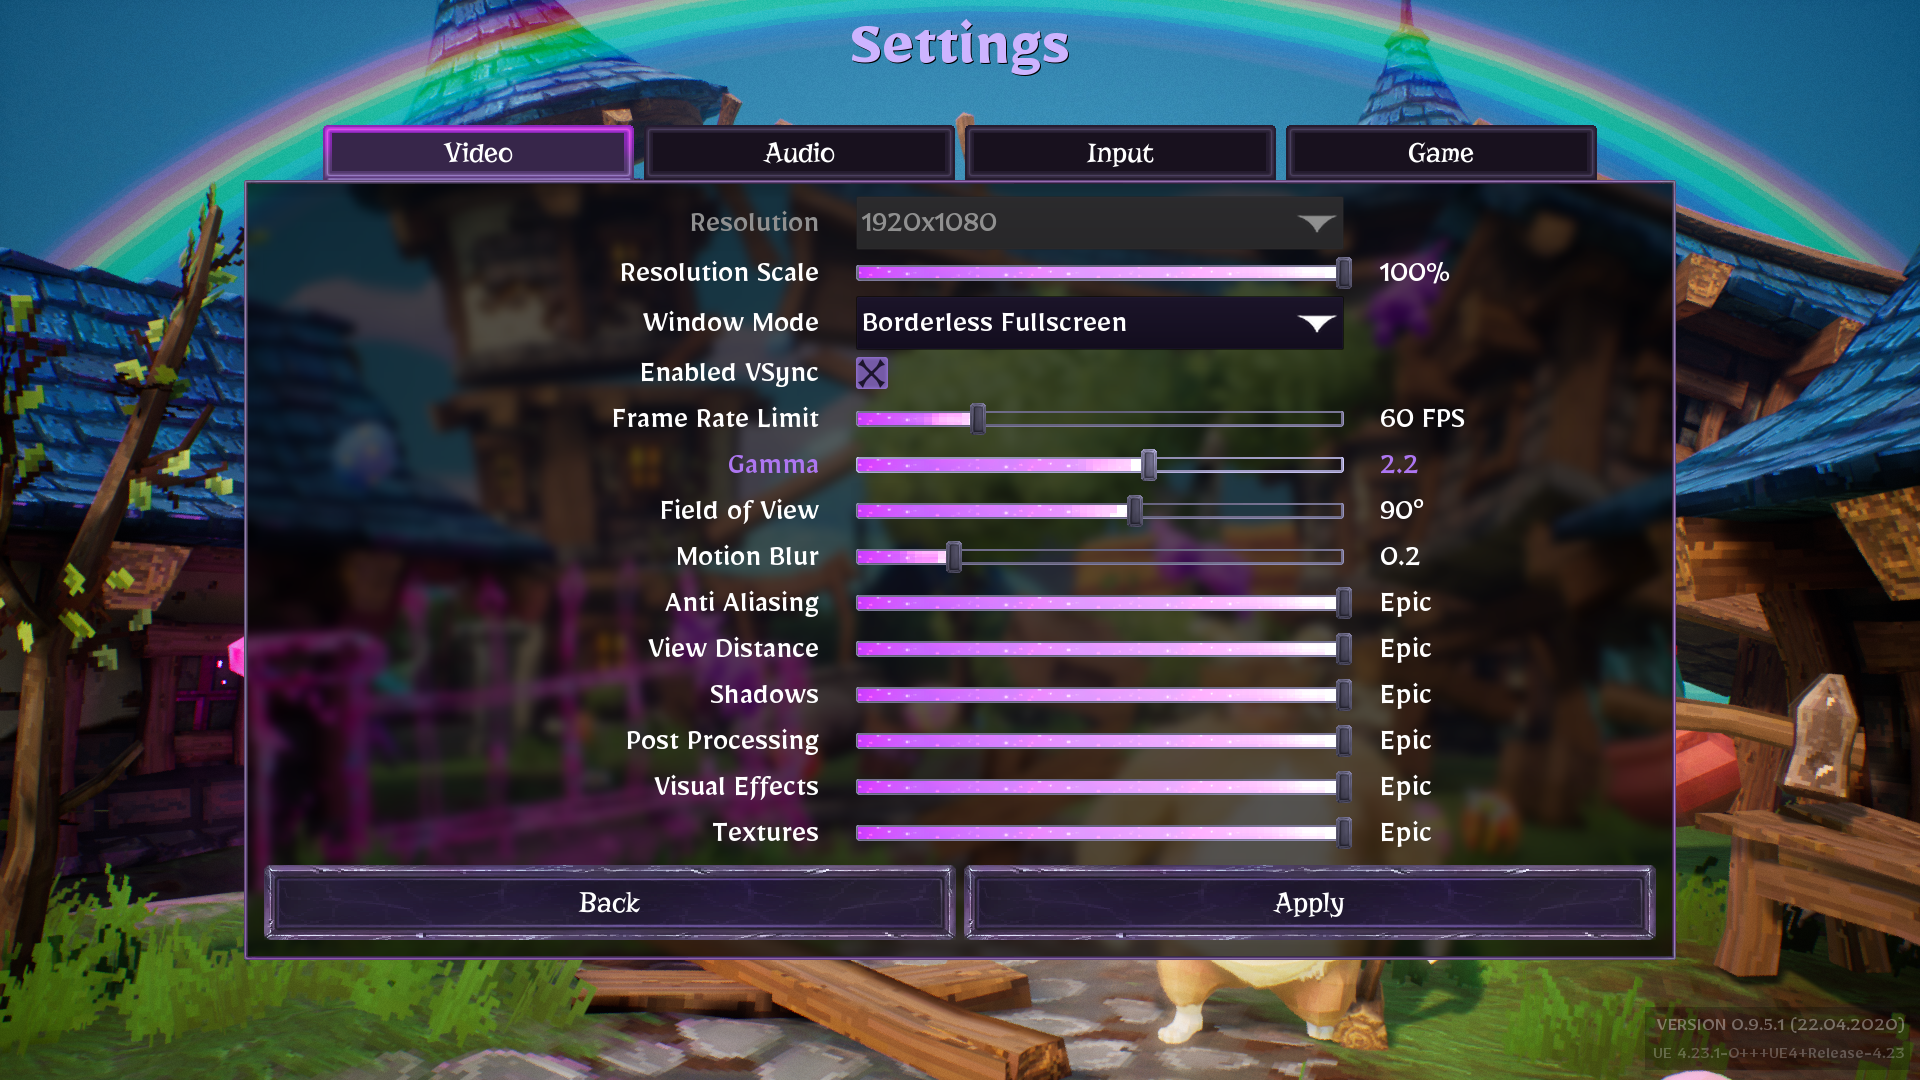 Settings
Video
Audio
Input
Game
Resolution 1920x1080
Resolution Scale 100%
Window Mode Borderless Fullscreen
Enabled VSync
Frame Rate Limit 60 FPS
Gamma 2.2
Field of View 90°
Motion Blur 0.2
Anti Aliasing Epic
View Distance Epic
Shadows Epic
Post Processing Epic
Visual Effects Epic
Textures Epic
Back
Apply
VERSION 0.9.5.1 (22.04.2020)
UE 4.23.1-0+++UE4+Release-4.23